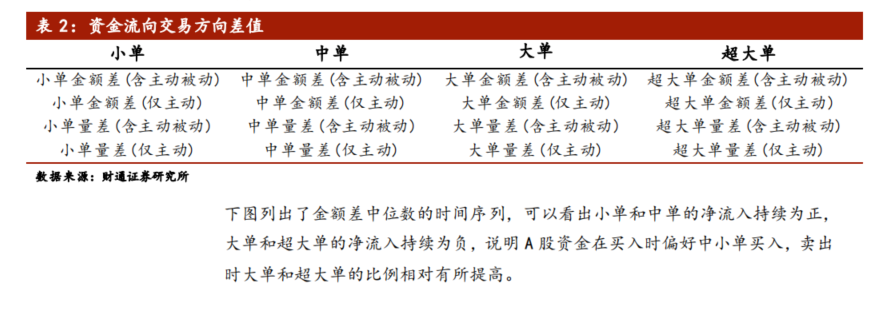 表 2：资金流向交易方向差值
小单 中单 大单 超大单
小单金额差(含主动被动) 中单金额差(含主动被动) 大单金额差(含主动被动) 超大单金额差(含主动被动)
小单金额差(仅主动) 中单金额差(仅主动) 大单金额差(仅主动) 超大单金额差(仅主动)
小单量差(含主动被动) 中单量差(含主动被动) 大单量差(含主动被动) 超大单量差(含主动被动)
小单量差(仅主动) 中单量差(仅主动) 大单量差(仅主动) 超大单量差(仅主动)
数据来源：财通证券研究所
下图列出了金额差中位数的时间序列，可以看出小单和中单的净流入持续为正，
大单和超大单的净流入持续为负，说明 A 股资金在买入时偏好中小单买入，卖出
时大单和超大单的比例相对有所提高。